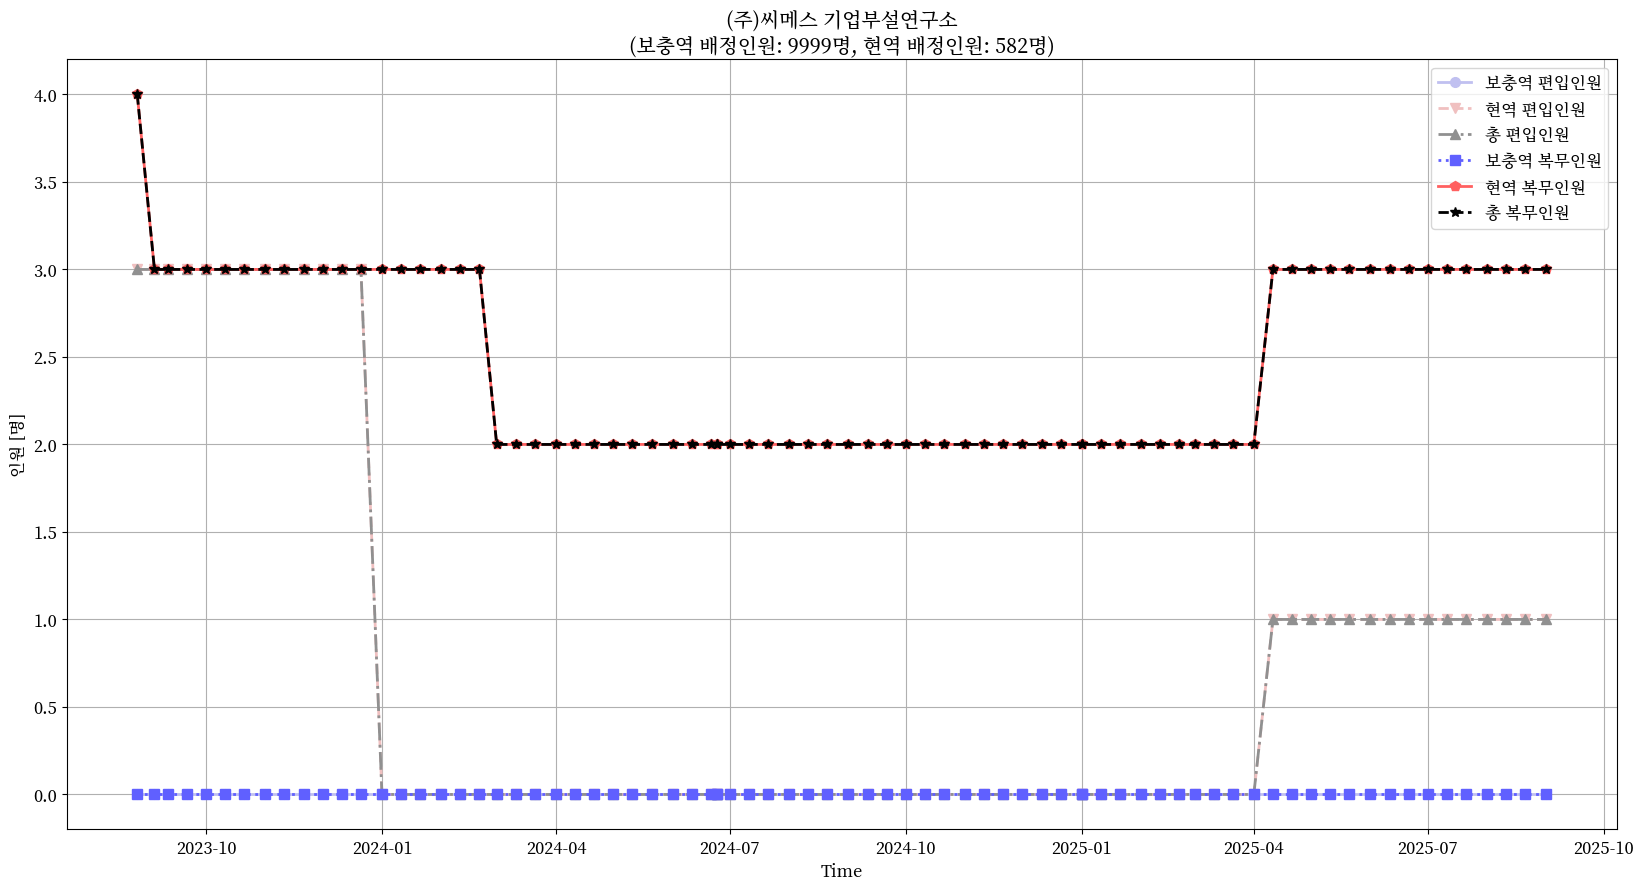 (주)씨메스 기업부설연구소
(보충역 배정인원: 9999명, 현역 배정인원: 582명)
보충역 편입인원
현역 편입인원
총 편입인원
보충역 복무인원
현역 복무인원
총 복무인원
4.0
3.5
3.0
2.5
2.0
1.5
1.0
0.5
0.0
인원 [명]
2023-10
2024-01
2024-04
2024-07
2024-10
2025-01
2025-04
2025-07
2025-10
Time